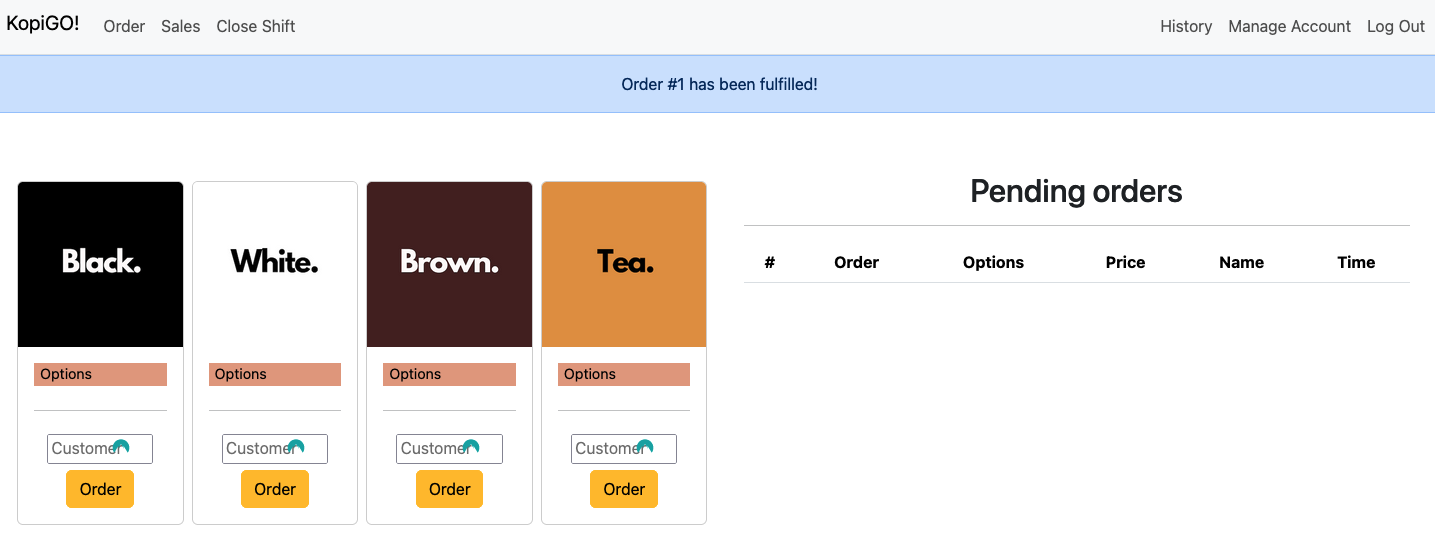 KopiGO! Order Sales Close Shift History Manage Account Log Out
Order #1 has been fulfilled!
Black. White. Brown. Tea.
Options Options Options Options
Customer Customer Customer Customer
Order Order Order Order
Pending orders
# Order Options Price Name Time